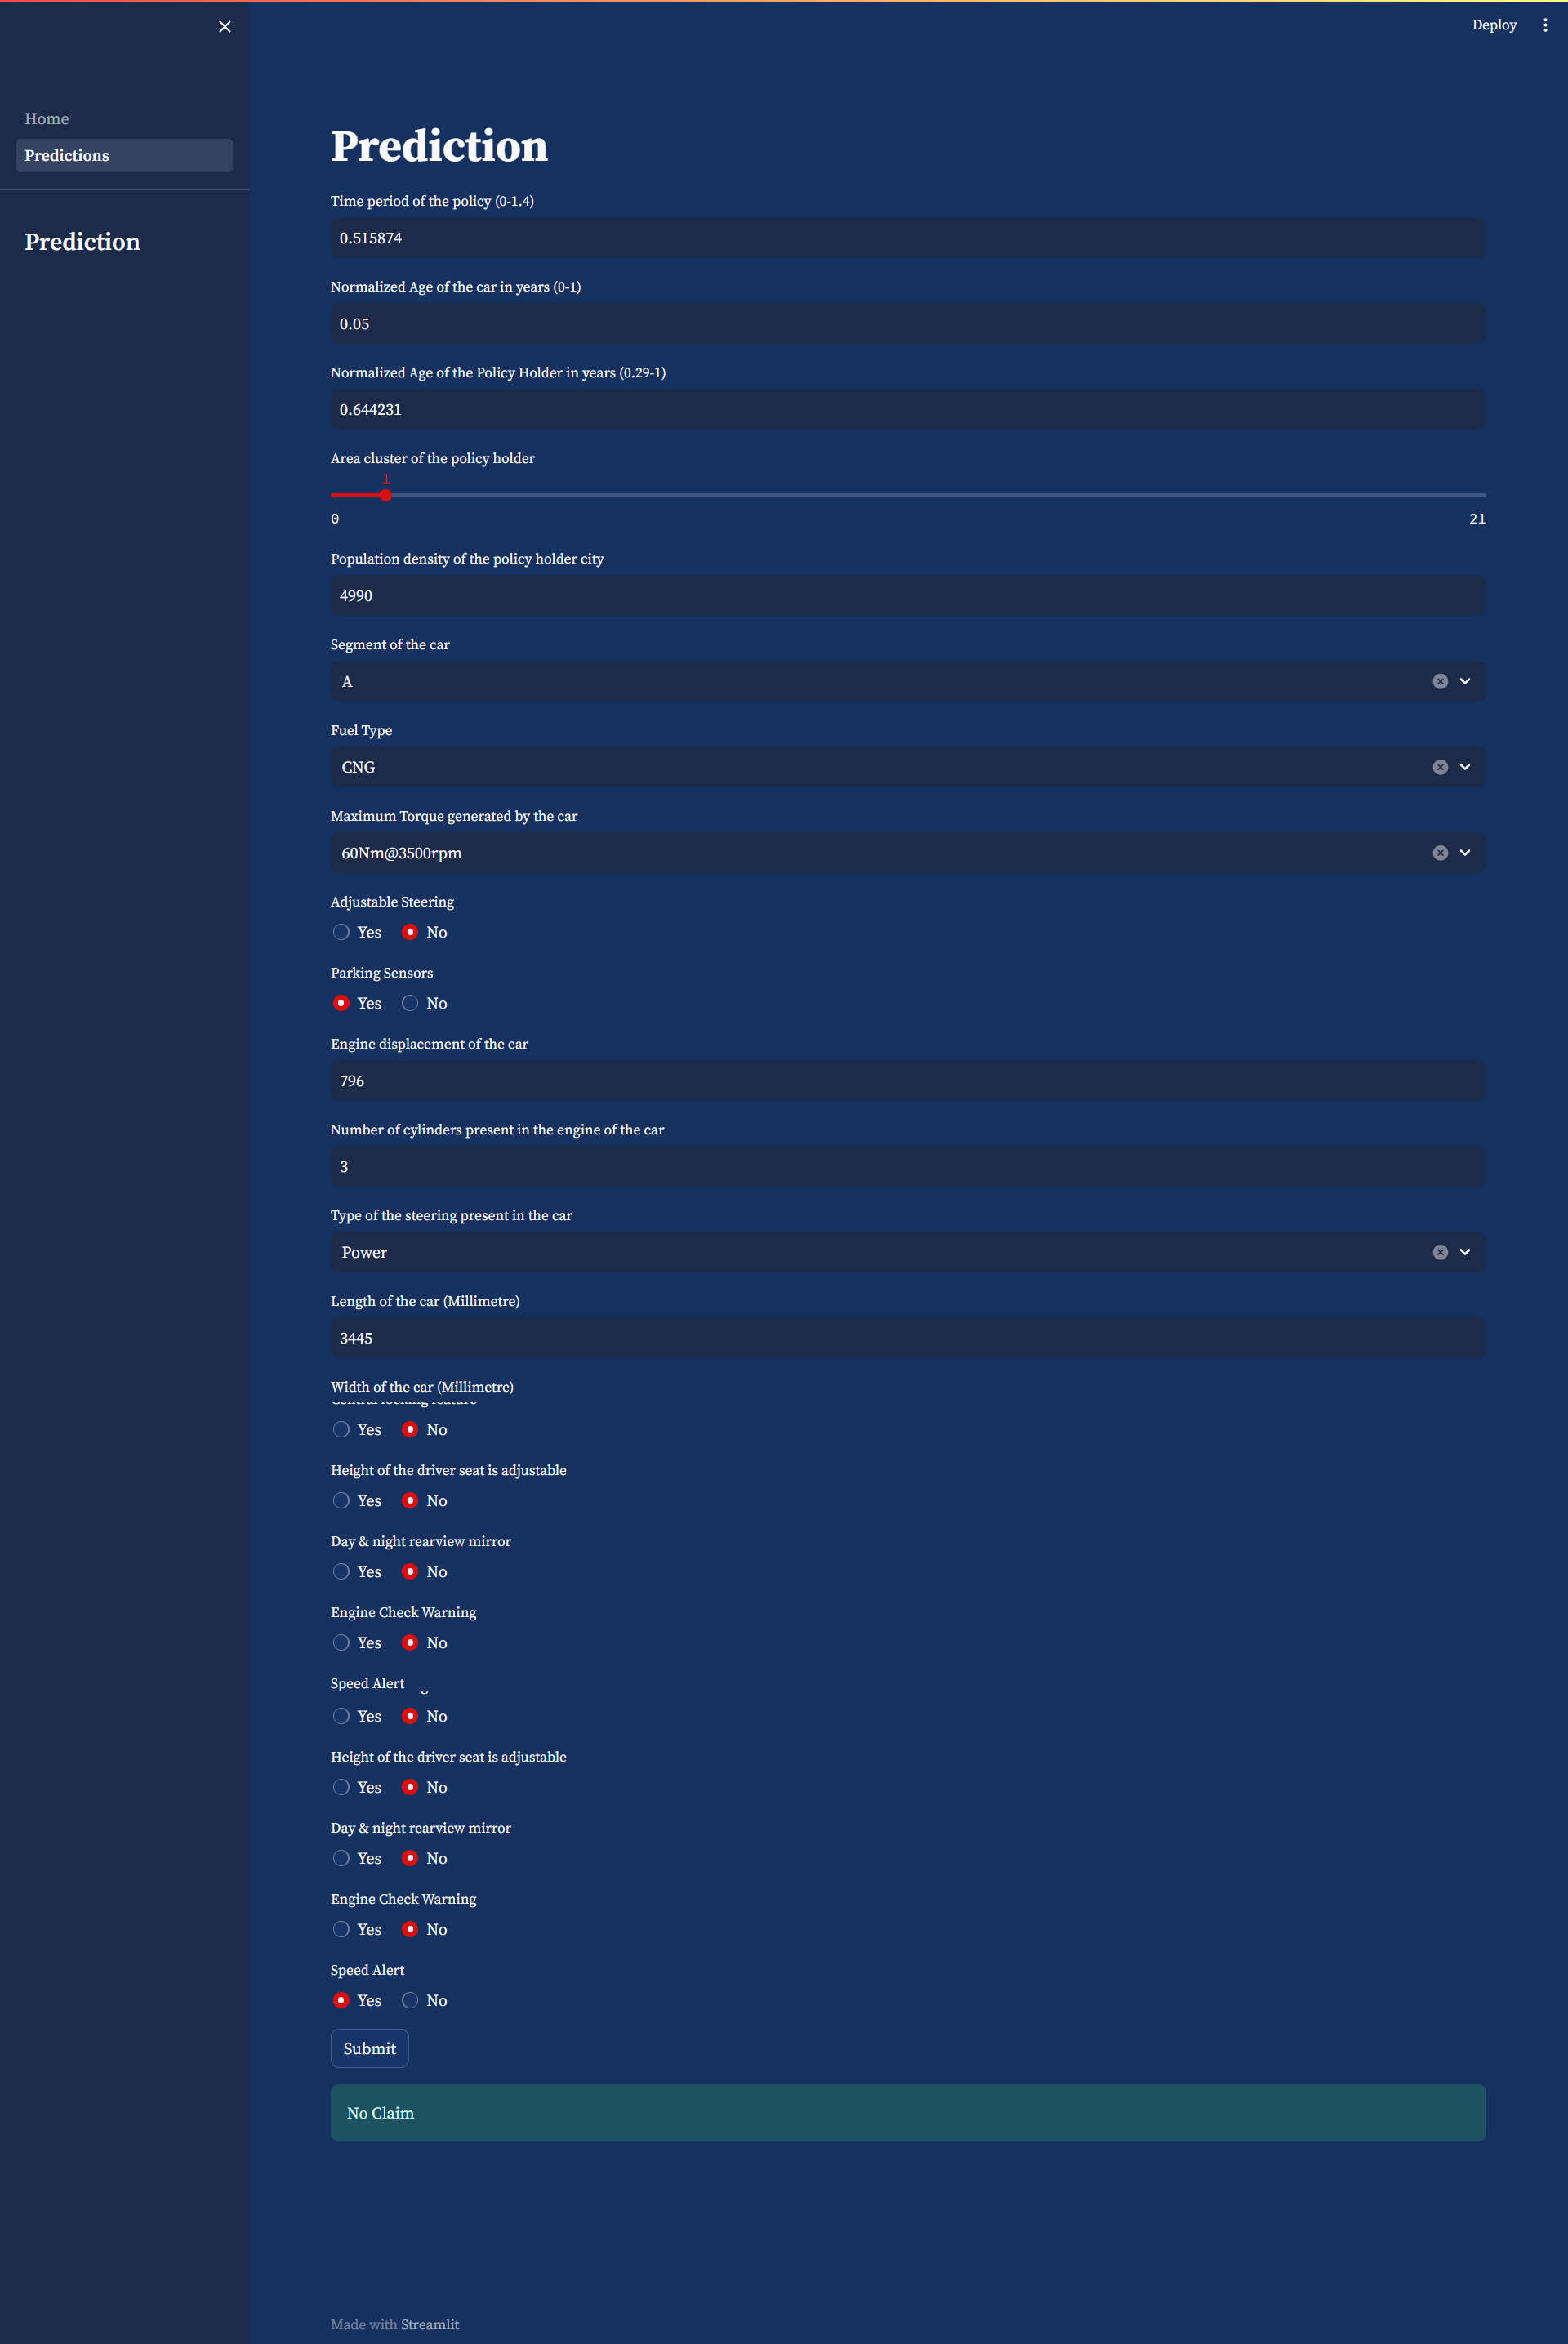 Deploy
Home
Predictions
Prediction
Prediction
Time period of the policy (0-1.4)
0.515874
Normalized Age of the car in years (0-1)
0.05
Normalized Age of the Policy Holder in years (0.29-1)
0.644231
Area cluster of the policy holder
1
0 21
Population density of the policy holder city
4990
Segment of the car
A
Fuel Type
CNG
Maximum Torque generated by the car
60Nm@3500rpm
Adjustable Steering
Yes No
Parking Sensors
Yes No
Engine displacement of the car
796
Number of cylinders present in the engine of the car
3
Type of the steering present in the car
Power
Length of the car (Millimetre)
3445
Width of the car (Millimetre)
Yes No
Height of the driver seat is adjustable
Yes No
Day & night rearview mirror
Yes No
Engine Check Warning
Yes No
Speed Alert
Yes No
Height of the driver seat is adjustable
Yes No
Day & night rearview mirror
Yes No
Engine Check Warning
Yes No
Speed Alert
Yes No
Submit
No Claim
Made with Streamlit